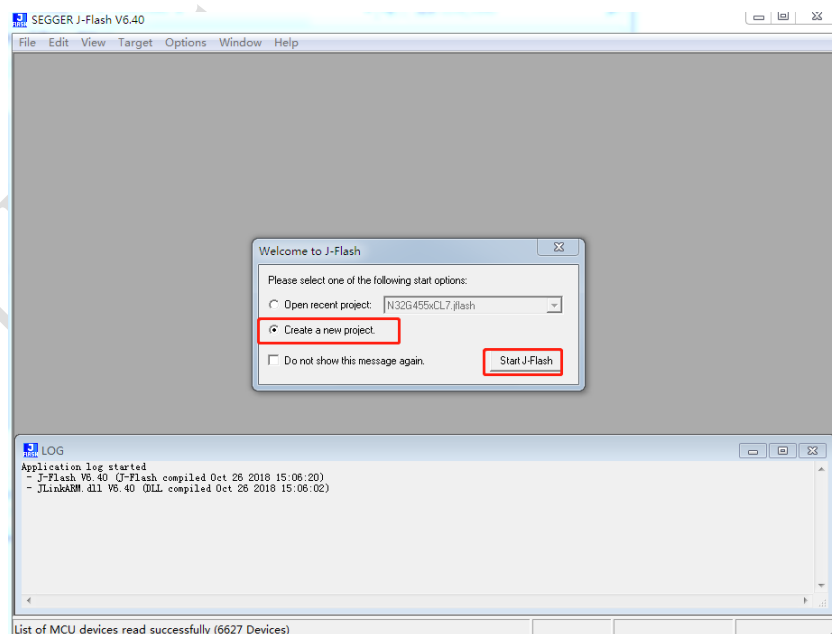 SEGGER J-Flash V6.40
File Edit View Target Options Window Help
Welcome to J-Flash
Please select one of the following start options:
Open recent project: N32G455xCL7.jflash
Create a new project.
Do not show this message again. Start J-Flash
LOG
Application log started
- J-Flash V6.40 (J-Flash compiled Oct 26 2018 15:06:20)
- JLinkARM.dll V6.40 (DLL compiled Oct 26 2018 15:06:02)
List of MCU devices read successfully (6627 Devices)